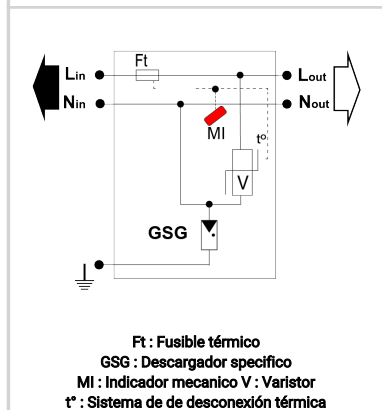 Ft
Lin
Lout
Nin
Nout
MI
t°
V
GSG
Ft : Fusible térmico
GSG : Descargador specifico
MI : Indicador mecanico V : Varistor
t° : Sistema de de desconexión térmica